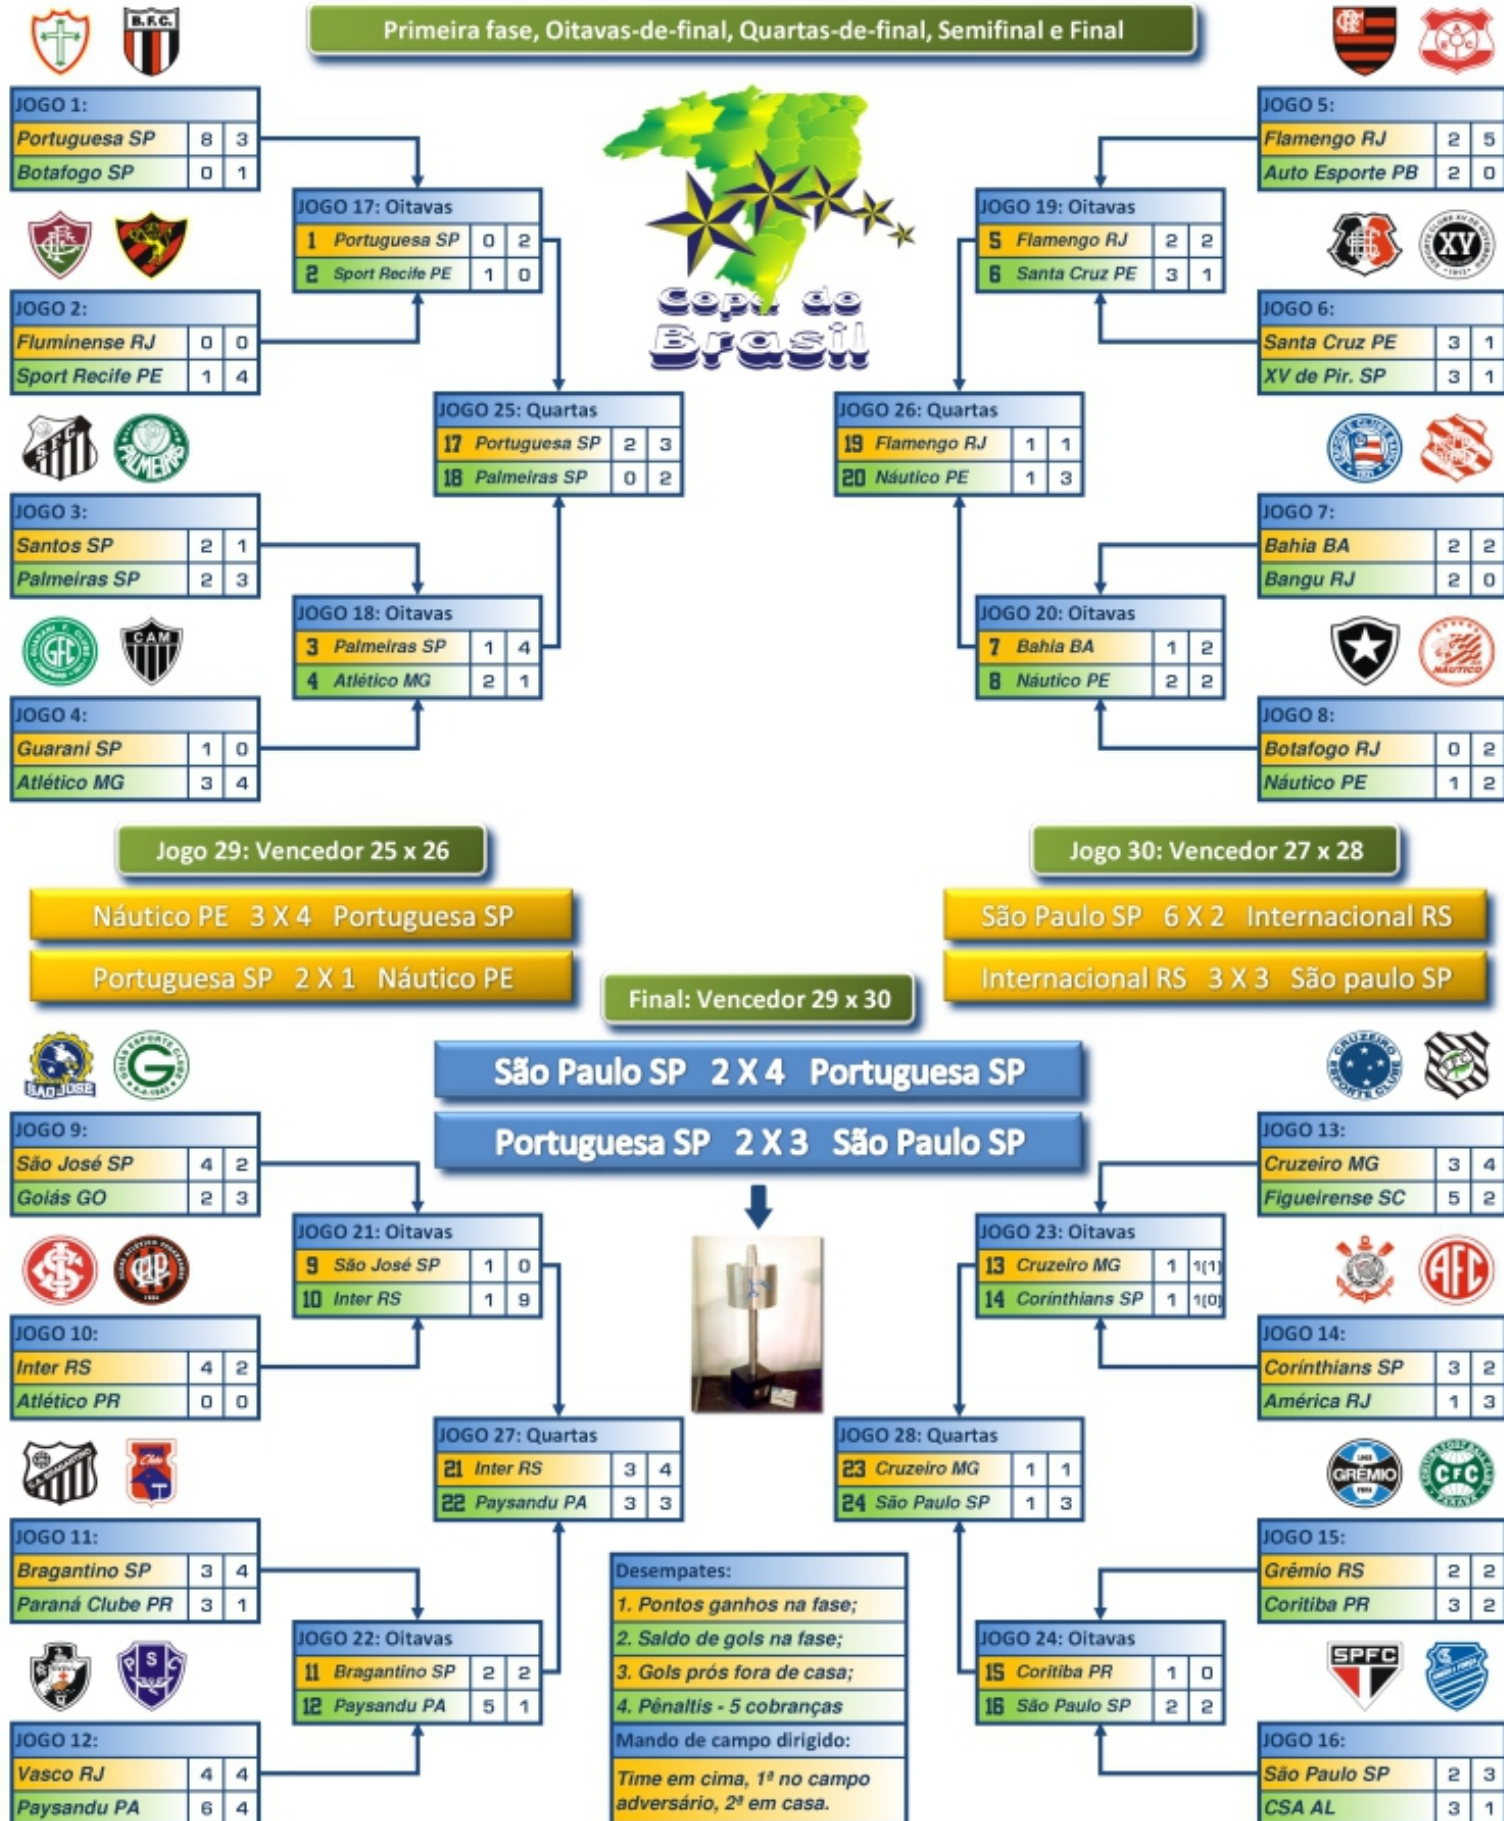 Primeira fase, Oitavas-de-final, Quartas-de-final, Semifinal e Final
B.F.C.
JOGO 1:
Portuguesa SP 8 3
Botafogo SP 0 1
JOGO 2:
Fluminense RJ 0 0
Sport Recife PE 1 4
PALMEIRAS
JOGO 3:
Santos SP 2 1
Palmeiras SP 2 3
GFC
CAM
JOGO 4:
Guarani SP 1 0
Atlético MG 3 4
JOGO 17: Oitavas
1 Portuguesa SP 0 2
2 Sport Recife PE 1 0
JOGO 18: Oitavas
3 Palmeiras SP 1 4
4 Atlético MG 2 1
JOGO 25: Quartas
17 Portuguesa SP 2 3
18 Palmeiras SP 0 2
Copa do
Brasil
JOGO 26: Quartas
19 Flamengo RJ 1 1
20 Náutico PE 1 3
JOGO 19: Oitavas
5 Flamengo RJ 2 2
6 Santa Cruz PE 3 1
JOGO 20: Oitavas
7 Bahia BA 1 2
8 Náutico PE 2 2
JOGO 5:
Flamengo RJ 2 5
Auto Esporte PB 2 0
XV
JOGO 6:
Santa Cruz PE 3 1
XV de Pir. SP 3 1
JOGO 7:
Bahia BA 2 2
Bangu RJ 2 0
NÁUTICO
JOGO 8:
Botafogo RJ 0 2
Náutico PE 1 2
Jogo 29: Vencedor 25 x 26
Náutico PE 3 X 4 Portuguesa SP
Portuguesa SP 2 X 1 Náutico PE
Jogo 30: Vencedor 27 x 28
São Paulo SP 6 X 2 Internacional RS
Internacional RS 3 X 3 São paulo SP
Final: Vencedor 29 x 30
São Paulo SP 2 X 4 Portuguesa SP
Portuguesa SP 2 X 3 São Paulo SP
SÃO JOSÉ
GOIÁS ESPORTE CLUBE
JOGO 9:
São José SP 4 2
Goiás GO 2 3
JOGO 10:
Inter RS 4 2
Atlético PR 0 0
JOGO 11:
Bragantino SP 3 4
Paraná Clube PR 3 1
PSC
JOGO 12:
Vasco RJ 4 4
Paysandu PA 6 4
JOGO 21: Oitavas
9 São José SP 1 0
10 Inter RS 1 9
JOGO 22: Oitavas
11 Bragantino SP 2 2
12 Paysandu PA 5 1
JOGO 27: Quartas
21 Inter RS 3 4
22 Paysandu PA 3 3
Desempates:
1. Pontos ganhos na fase;
2. Saldo de gols na fase;
3. Gols prós fora de casa;
4. Pênaltis - 5 cobranças
Mando de campo dirigido:
Time em cima, 1ª no campo
adversário, 2ª em casa.
JOGO 28: Quartas
23 Cruzeiro MG 1 1
24 São Paulo SP 1 3
JOGO 23: Oitavas
13 Cruzeiro MG 1 1(1)
14 Corinthians SP 1 1(0)
JOGO 24: Oitavas
15 Coritiba PR 1 0
16 São Paulo SP 2 2
CRUZEIRO ESPORTE CLUBE
JOGO 13:
Cruzeiro MG 3 4
Figueirense SC 5 2
AFC
JOGO 14:
Corinthians SP 3 2
América RJ 1 3
GRÊMIO
CFC
JOGO 15:
Grêmio RS 2 2
Coritiba PR 3 2
SPFC
JOGO 16:
São Paulo SP 2 3
CSA AL 3 1